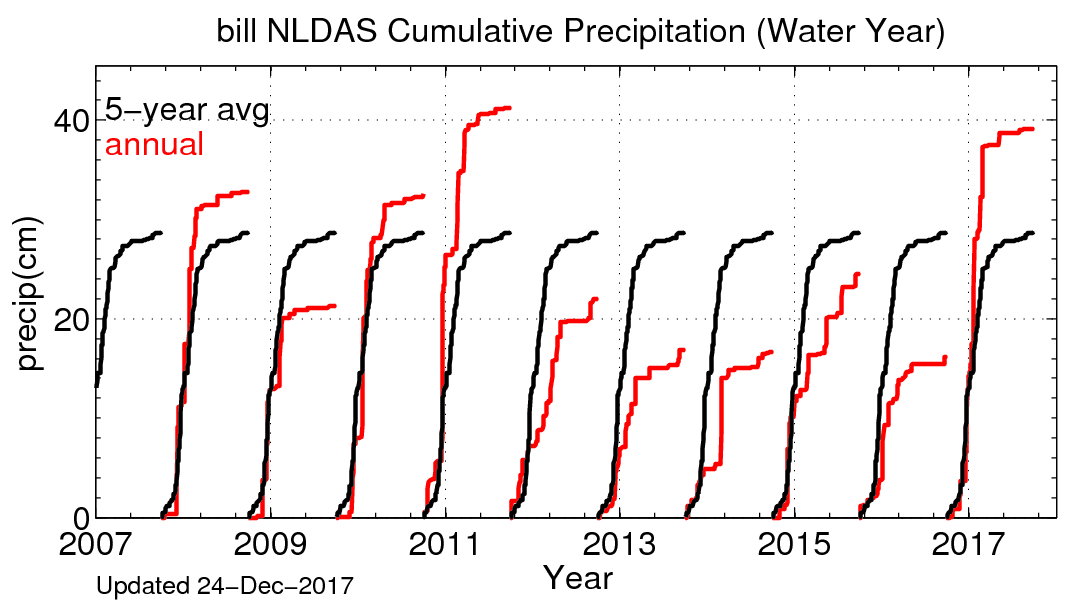 bill NLDAS Cumulative Precipitation (Water Year)
5−year avg
annual
precip(cm)
40
20
0
2007 2009 2011 2013 2015 2017
Year
Updated 24−Dec−2017